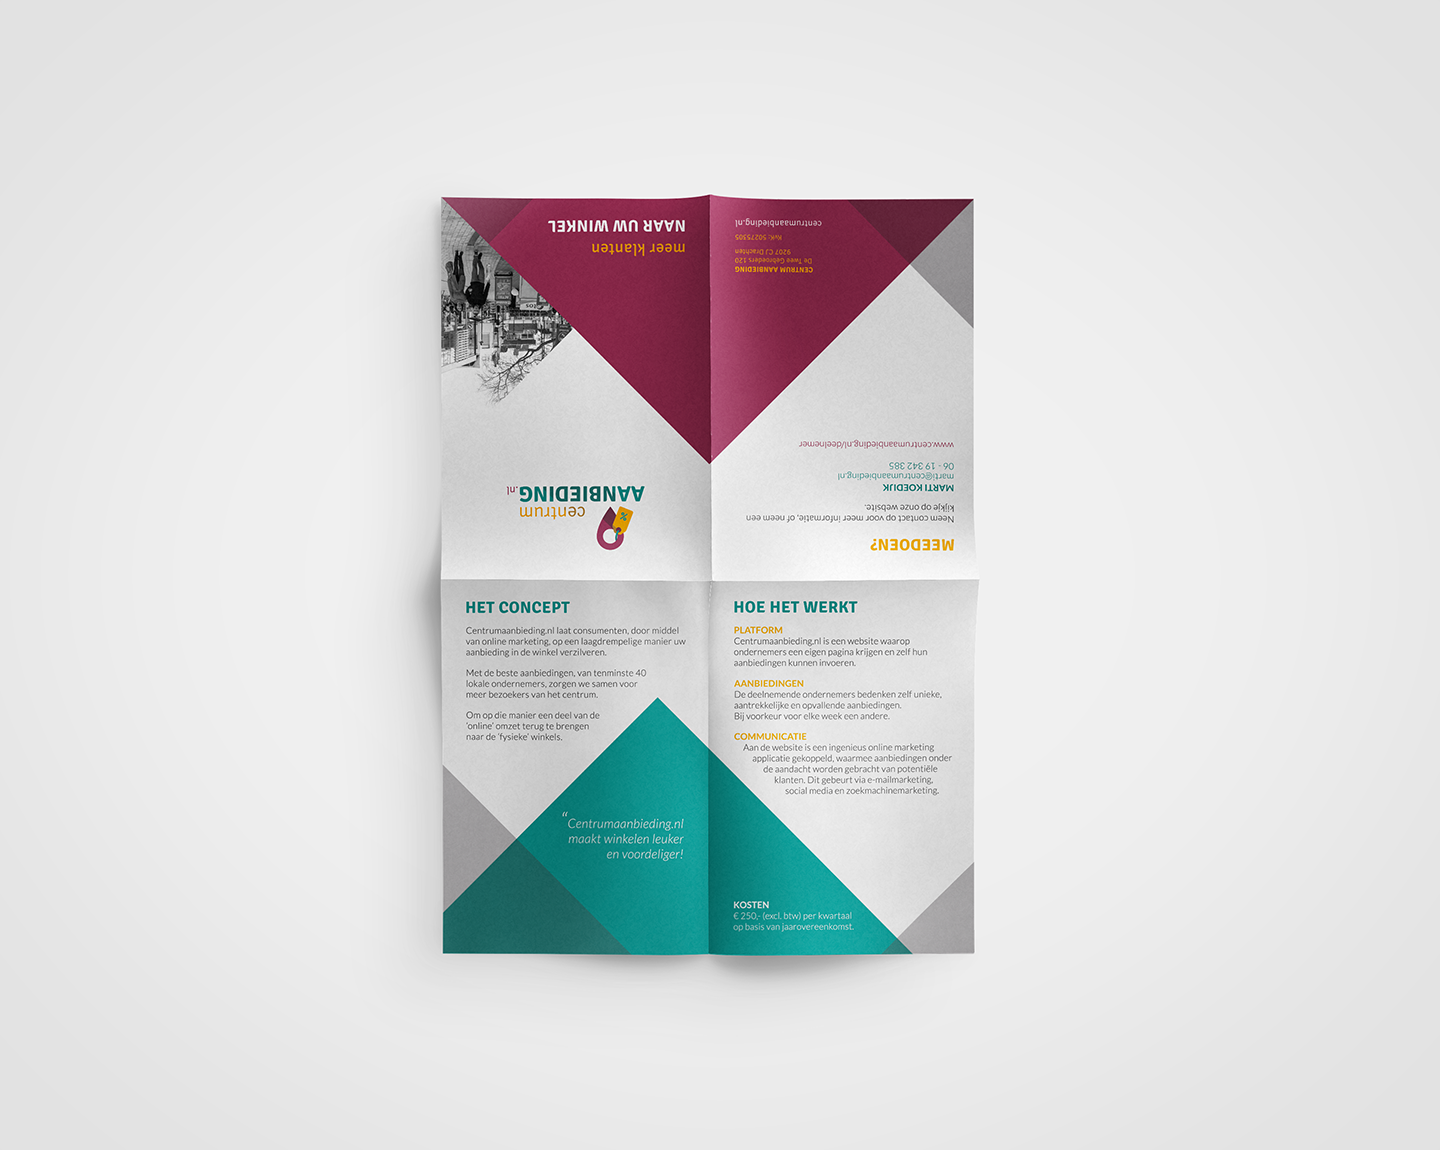 meer klanten
NAAR UW WINKEL
centrum
AANBIEDING.nl
MEEDOEN?
Neem contact op voor meer informatie, of neem een
kijkje op onze website.
MARTI KOEDIJK
marti@centrumaanbieding.nl
06 - 19 342 385
www.centrumaanbieding.nl/deelnemer
CENTRUM AANBIEDING
De Twee Gebroeders 120
9207 CJ Drachten
KvK: 50275305
centrumaanbieding.nl
HET CONCEPT
Centrumaanbieding.nl laat consumenten, door middel
van online marketing, op een laagdrempelige manier uw
aanbieding in de winkel verzilveren.
Met de beste aanbiedingen, van tenminste 40
lokale ondernemers, zorgen we samen voor
meer bezoekers van het centrum.
Om op die manier een deel van de
'online' omzet terug te brengen
naar de 'fysieke' winkels.
“Centrumaanbieding.nl
maakt winkelen leuker
en voordeliger!
HOE HET WERKT
PLATFORM
Centrumaanbieding.nl is een website waarop
ondernemers een eigen pagina krijgen en zelf hun
aanbiedingen kunnen invoeren.
AANBIEDINGEN
De deelnemende ondernemers bedenken zelf unieke,
aantrekkelijke en opvallende aanbiedingen.
Bij voorkeur voor elke week een andere.
COMMUNICATIE
Aan de website is een ingenieus online marketing
applicatie gekoppeld, waarmee aanbiedingen onder
de aandacht worden gebracht van potentiële
klanten. Dit gebeurt via e-mailmarketing,
social media en zoekmachinemarketing.
KOSTEN
€ 250,- (excl. btw) per kwartaal
op basis van jaarovereenkomst.